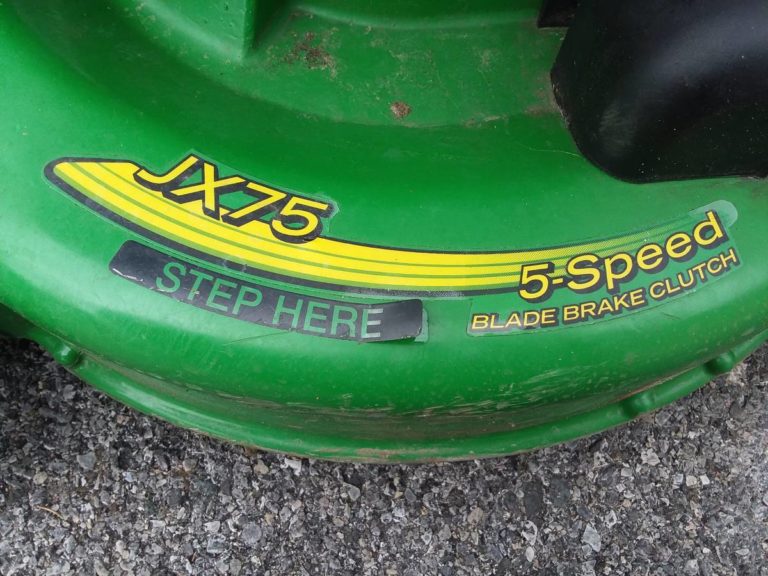 JX75
5-Speed
BLADE BRAKE CLUTCH
STEP HERE